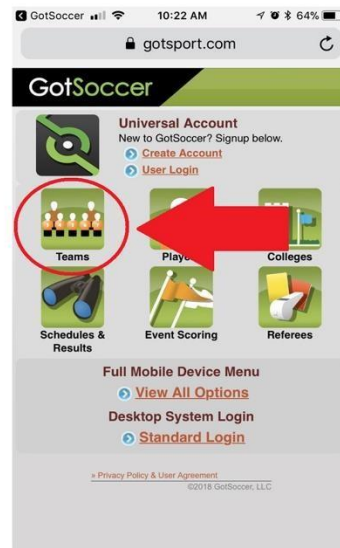 GotSoccer 10:22 AM 64%
gotsport.com
GotSoccer
Universal Account
New to GotSoccer? Signup below.
Create Account
User Login
Teams Colleges
Schedules & Results Event Scoring Referees
Full Mobile Device Menu
View All Options
Desktop System Login
Standard Login
» Privacy Policy & User Agreement
©2018 GotSoccer, LLC